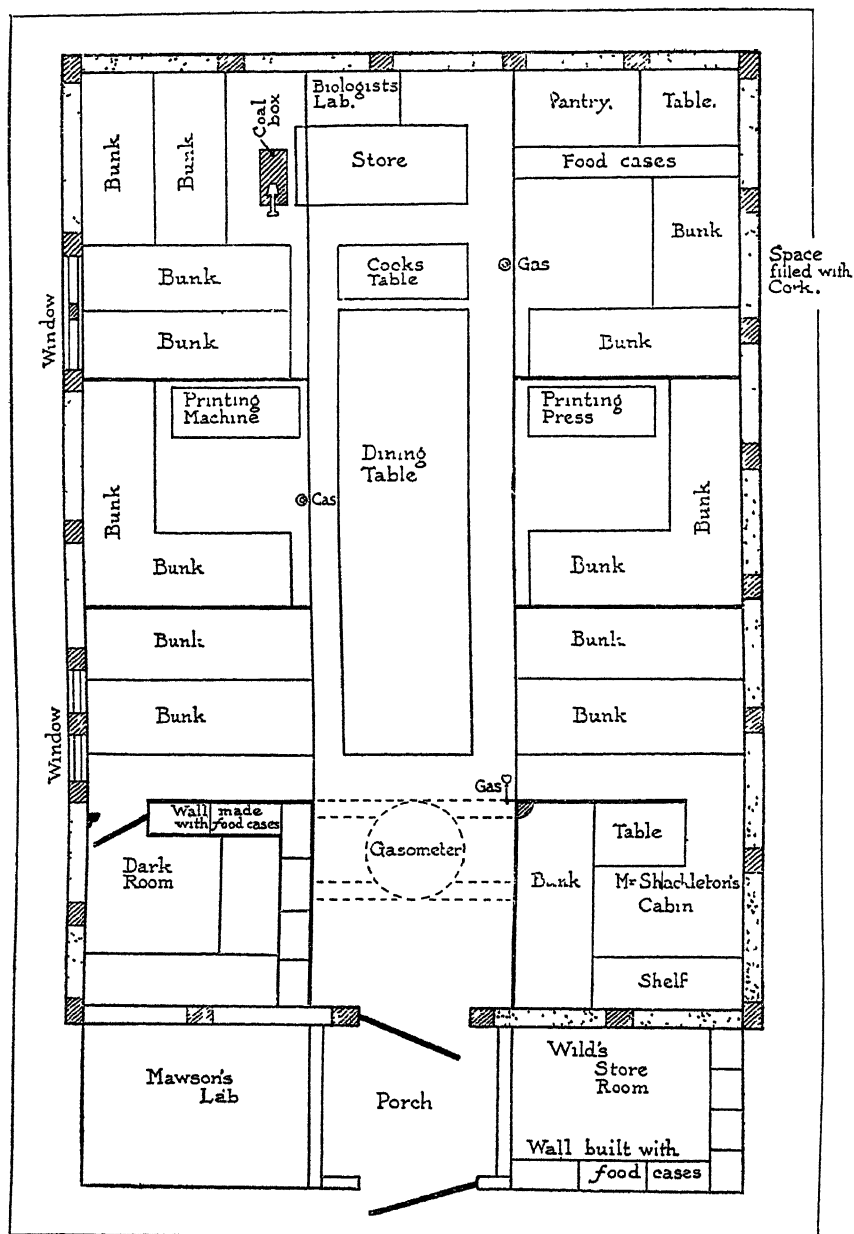 Biologists
Lab.
Coal
box
Store
Pantry.
Table.
Food cases
Bunk
Bunk
Bunk
Space
filled with
Cork.
Bunk
Cooks
Table
Gas
Window
Bunk
Bunk
Printing
Machine
Printing
Press
Dining
Table
Bunk
Gas
Bunk
Bunk
Bunk
Bunk
Bunk
Bunk
Bunk
Window
Gas
Wall made
with food cases
Gasometer
Table
Dark
Room
Bunk
Mr Shackleton's
Cabin
Shelf
Mawson's
Lab
Porch
Wild's
Store
Room
Wall built with
food cases